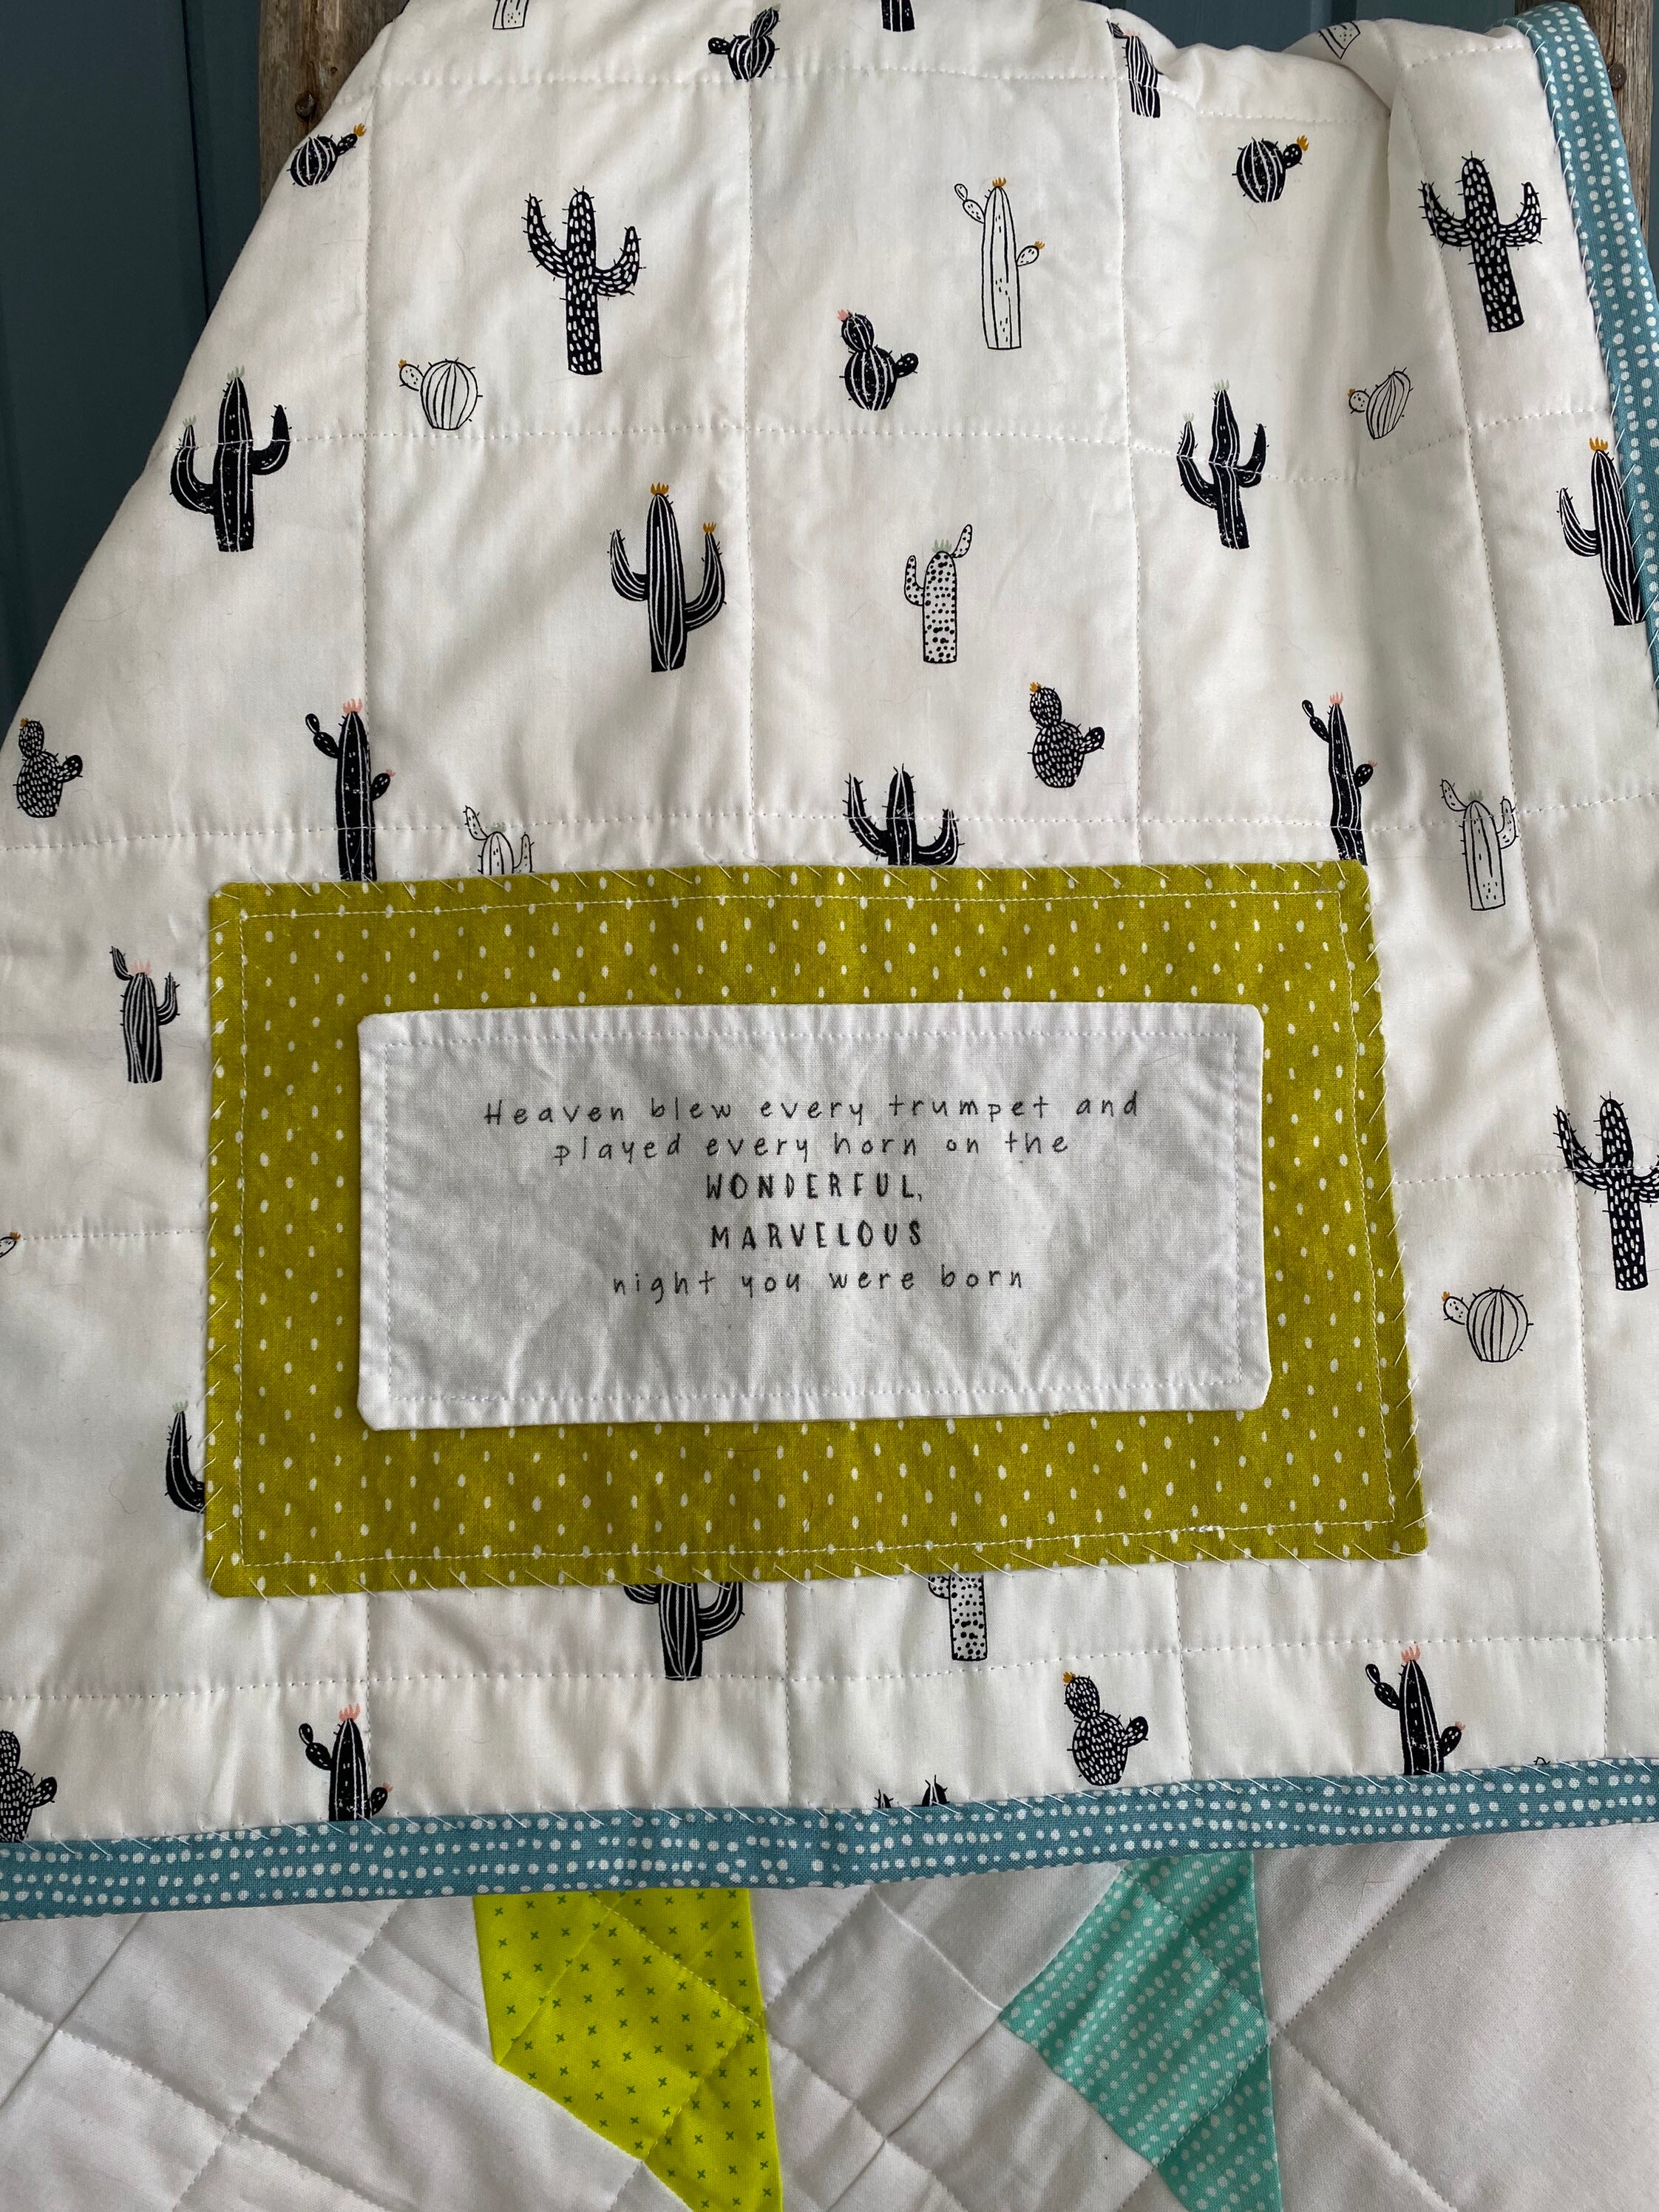 Heaven blew every trumpet and
played every horn on the
WONDERFUL,
MARVELOUS
night you were born